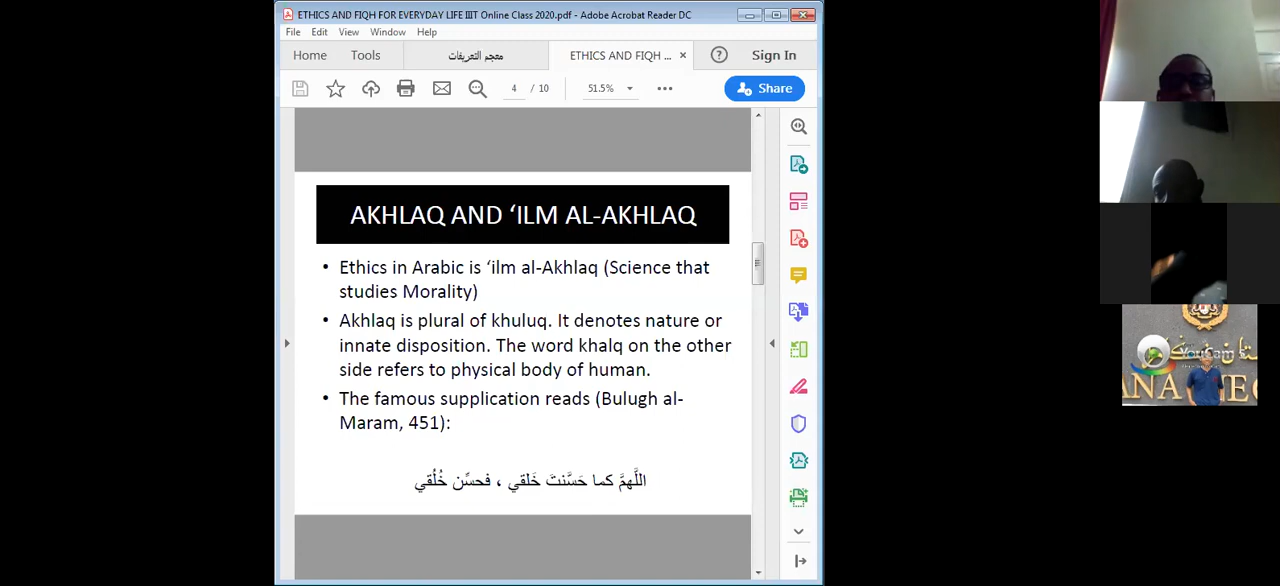 ETHICS AND FIQH FOR EVERYDAY LIFE IIIT Online Class 2020.pdf - Adobe Acrobat Reader DC
File Edit View Window Help
Home Tools معجم التعريفات ETHICS AND FIQH ... × ? Sign In
4 / 10 51.5% Share
AKHLAQ AND ‘ILM AL-AKHLAQ
• Ethics in Arabic is ‘ilm al-Akhlaq (Science that
studies Morality)
• Akhlaq is plural of khuluq. It denotes nature or
innate disposition. The word khalq on the other
side refers to physical body of human.
• The famous supplication reads (Bulugh al-
Maram, 451):
اللَّهمَّ كما حَسَّنتَ خَلقي ، فحسِّن خُلُقي
YouCam